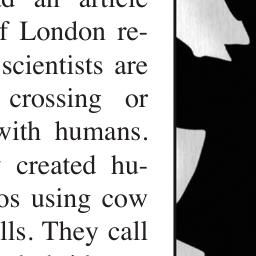 an article
f London re-
scientists are
crossing or
with humans.
created hu-
os using cow
lls. They call